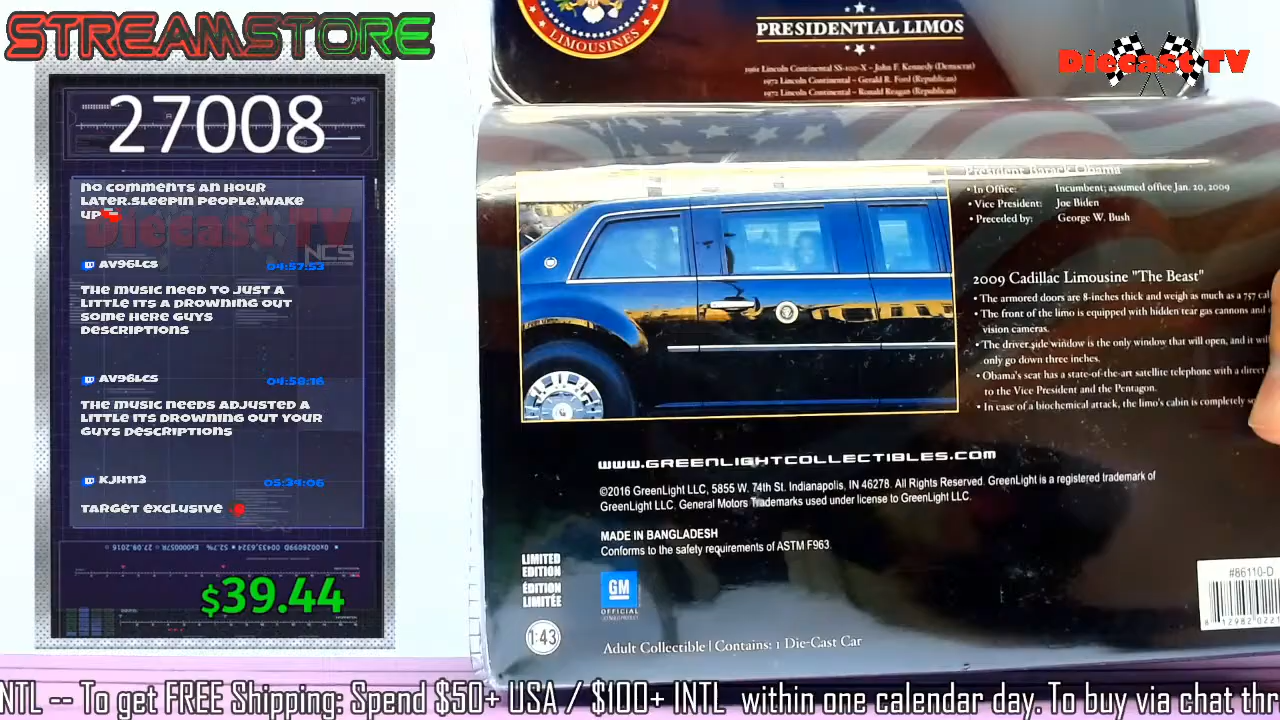 STREAMSTORE
27008
NO COMMENTS AN HOUR
LATER SLEEPIN PEOPLE.WAKE
UP
Diecast TV
NCS
AV96LCS 04:57:53
THE MUSIC NEED TO JUST A
LITTLE ITS A DROWNING OUT
SOME HERE GUYS
DESCRIPTIONS
AV96LCS 04:58:16
THE MUSIC NEEDS ADJUSTED A
LITTLE ITS DROWNING OUT YOUR
GUYS DESCRIPTIONS
KJH113 05:34:06
TARGET EXCLUSIVE
$39.44
LIMOUSINES
PRESIDENTIAL LIMOS
1961 Lincoln Continental SS-100-X – John F. Kennedy (Democrat)
1972 Lincoln Continental – Gerald R. Ford (Republican)
1972 Lincoln Continental – Ronald Reagan (Republican)
Diecast TV
President Barack Obama
• In Office: Incumbent; assumed office Jan. 20, 2009
• Vice President: Joe Biden
• Preceded by: George W. Bush
2009 Cadillac Limousine "The Beast"
• The armored doors are 8-inches thick and weigh as much as a 757 ca
• The front of the limo is equipped with hidden tear gas cannons and
vision cameras.
• The driver side window is the only window that will open, and it will
only go down three inches.
• Obama's seat has a state-of-the-art satellite telephone with a direct
to the Vice President and the Pentagon.
• In case of a biochemical attack, the limo's cabin is completely s
WWW.GREENLIGHTCOLLECTIBLES.COM
©2016 GreenLight LLC, 5855 W. 74th St. Indianapolis, IN 46278. All Rights Reserved. GreenLight is a registered trademark of
GreenLight LLC. General Motors Trademarks used under license to GreenLight LLC.
MADE IN BANGLADESH
Conforms to the safety requirements of ASTM F963
LIMITED
EDITION
ÉDITION
LIMITÉE
GM
OFFICIAL
1:43
#86110-D
8 12982 0221
Adult Collectible | Contains: 1 Die-Cast Car
NTL -- To get FREE Shipping: Spend $50+ USA / $100+ INTL within one calendar day. To buy via chat thr